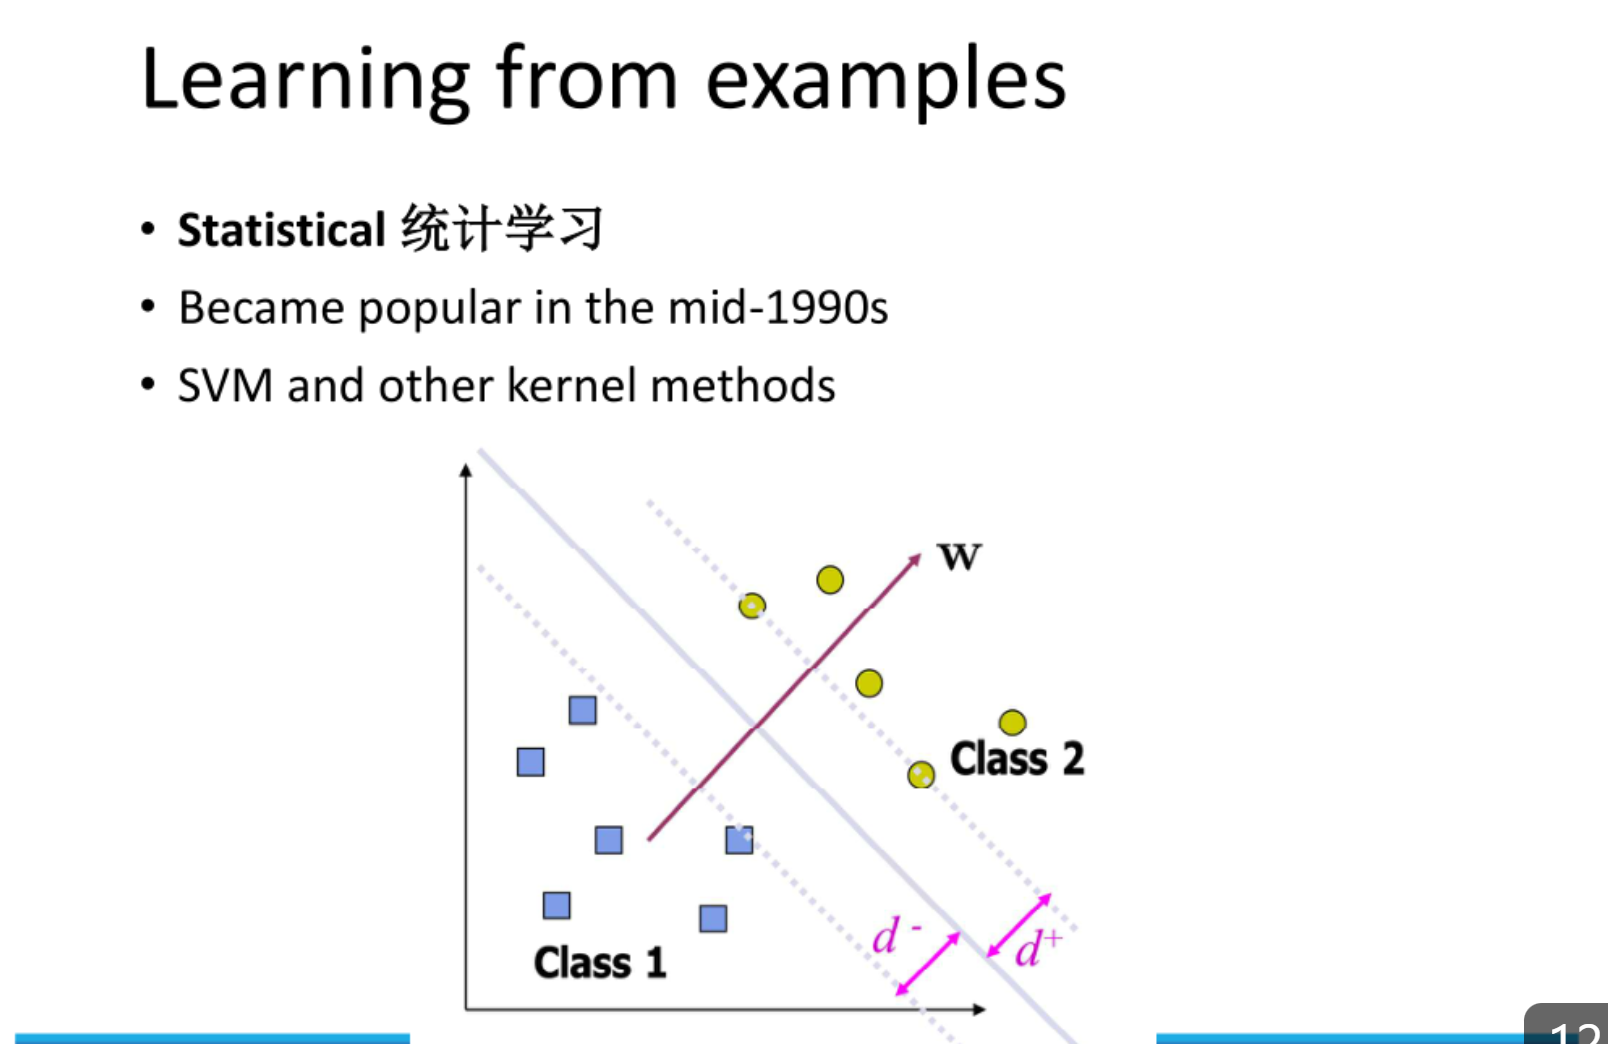 Learning from examples
• Statistical 统计学习
• Became popular in the mid-1990s
• SVM and other kernel methods
w
Class 2
d -
d+
Class 1
12